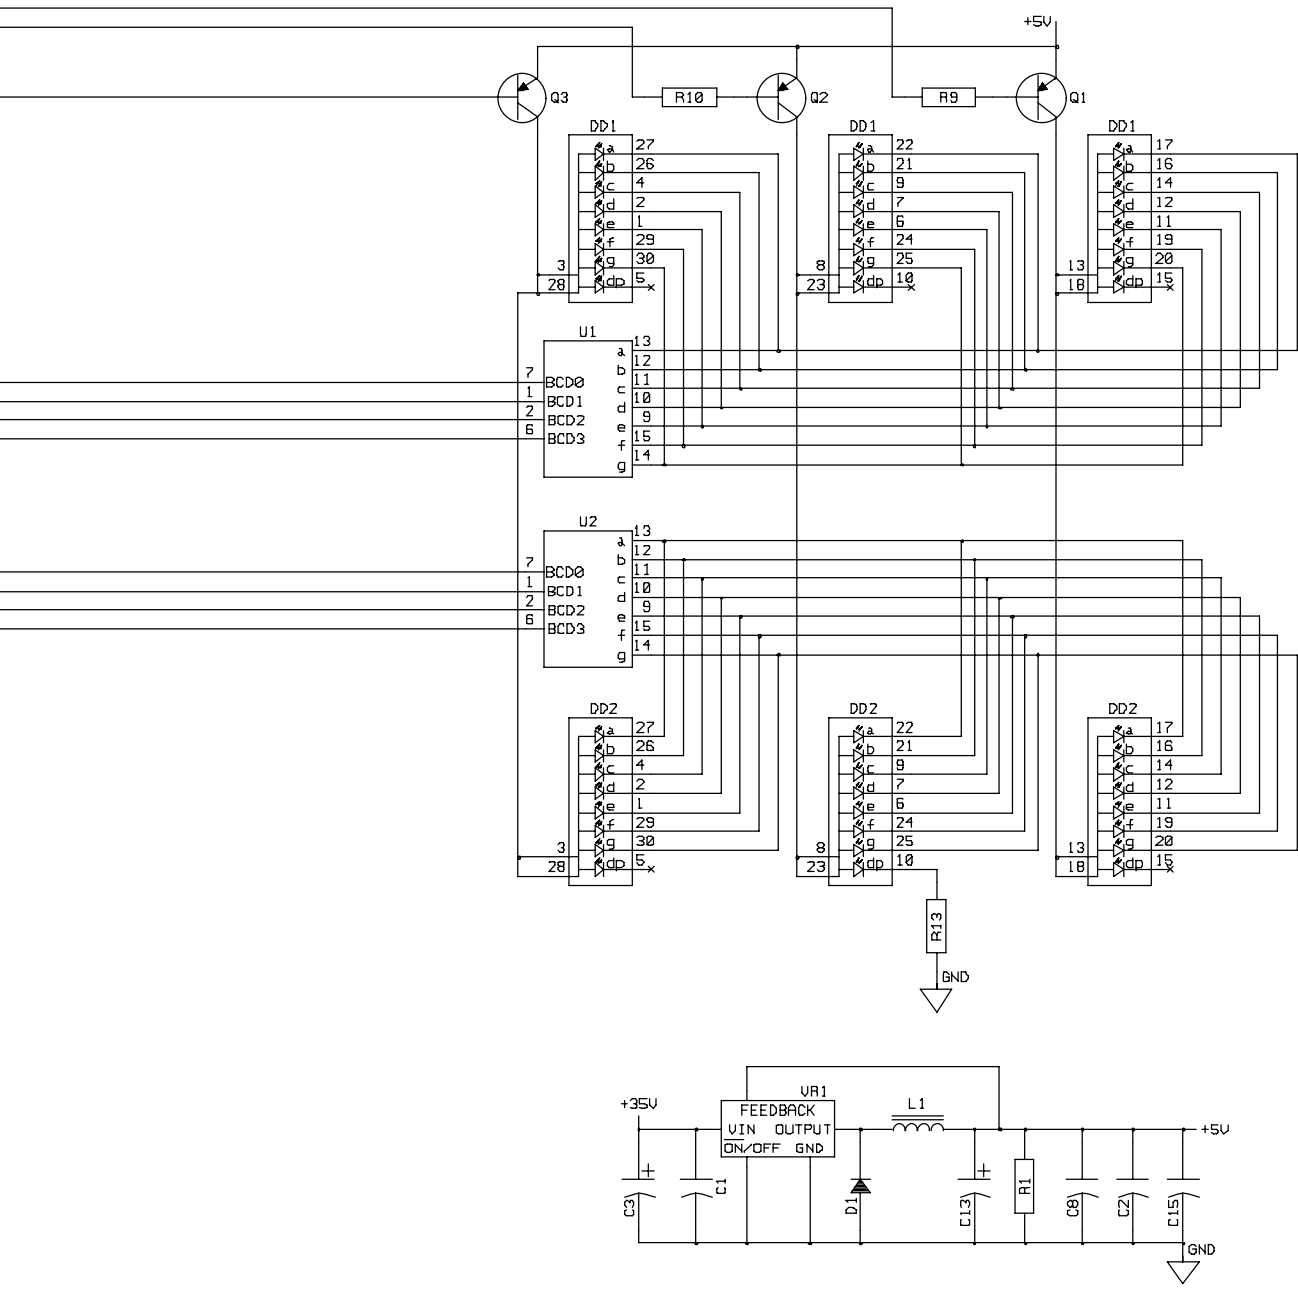 +5V
Q3
R10
Q2
R9
Q1
DD1
a 27
b 26
c 4
d 2
e 1
f 29
g 30
dp 5
3
28
DD1
a 22
b 21
c 9
d 7
e 6
f 24
g 25
dp 10
8
23
DD1
a 17
b 16
c 14
d 12
e 11
f 19
g 20
dp 15
13
18
U1
7 BCD0
1 BCD1
2 BCD2
6 BCD3
a 13
b 12
c 11
d 10
e 9
f 15
g 14
U2
7 BCD0
1 BCD1
2 BCD2
6 BCD3
a 13
b 12
c 11
d 10
e 9
f 15
g 14
DD2
a 27
b 26
c 4
d 2
e 1
f 29
g 30
dp 5
3
28
DD2
a 22
b 21
c 9
d 7
e 6
f 24
g 25
dp 10
8
23
DD2
a 17
b 16
c 14
d 12
e 11
f 19
g 20
dp 15
13
18
R13
GND
+35V
VR1
FEEDBACK
VIN OUTPUT
ON/OFF GND
L1
+5V
C3
+
C1
D1
C13
+
R1
C8
C2
C15
GND